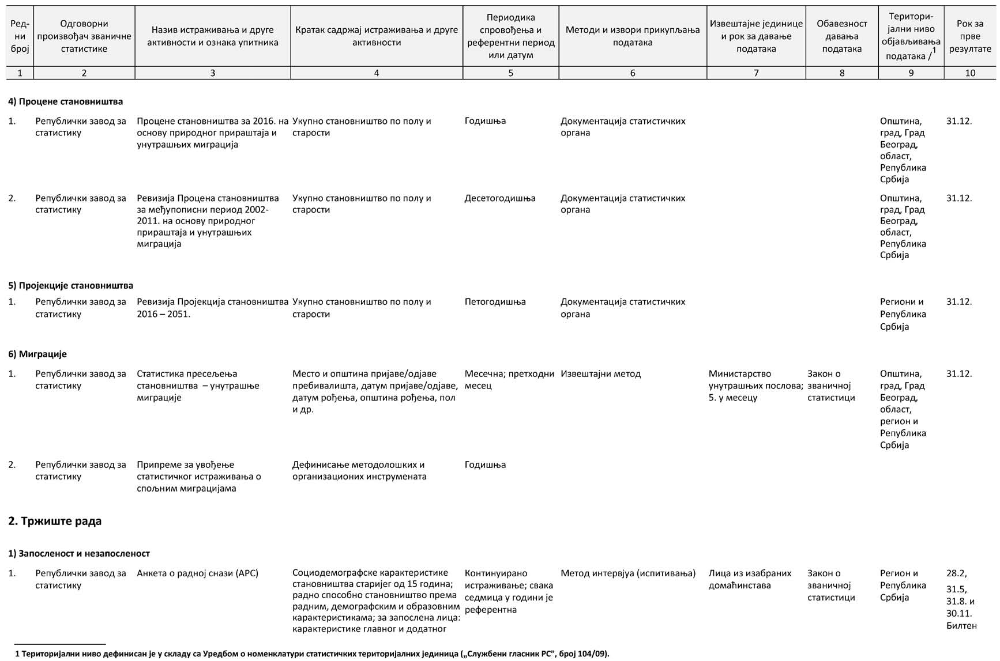 Ред-
ни
број
Одговорни
произвођач званичне
статистике
Назив истраживања и друге
активности и ознака упитника
Кратак садржај истраживања и друге
активности
Периодика
спровођења и
референтни период
или датум
Методи и извори прикупљања
података
Извештајне јединице
и рок за давање
података
Обавезност
давања
података
Територи-
јални ниво
објављивања
података /1
Рок за
прве
резултате
1 2 3 4 5 6 7 8 9 10
4) Процене становништва
1.
Републички завод за
статистику
Процене становништва за 2016. на
основу природног прираштаја и
унутрашњих миграција
Укупно становништво по полу и
старости
Годишња
Документација статистичких
органа
Општина,
град, Град
Београд,
област,
Република
Србија
31.12.
2.
Републички завод за
статистику
Ревизија Процена становништва
за међупописни период 2002-
2011. на основу природног
прираштаја и унутрашњих
миграција
Укупно становништво по полу и
старости
Десетогодишња
Документација статистичких
органа
Општина,
град, Град
Београд,
област,
Република
Србија
31.12.
5) Пројекције становништва
1.
Републички завод за
статистику
Ревизија Пројекција становништва
2016 – 2051.
Укупно становништво по полу и
старости
Петогодишња
Документација статистичких
органа
Региони и
Република
Србија
31.12.
6) Миграције
1.
Републички завод за
статистику
Статистика пресељења
становништва – унутрашње
миграције
Место и општина пријаве/одјаве
пребивалишта, датум пријаве/одјаве,
датум рођења, општина рођења, пол
и др.
Месечна; претходни
месец
Извештајни метод
Министарство
унутрашњих послова;
5. у месецу
Закон о
званичној
статистици
Општина,
град, Град
Београд,
област,
регион и
Република
Србија
31.12.
2.
Републички завод за
статистику
Припреме за увођење
статистичког истраживања о
спољним миграцијама
Дефинисање методолошких и
организационих инструмената
Годишња
2. Тржиште рада
1) Запосленост и незапосленост
1.
Републички завод за
статистику
Анкета о радној снази (АРС)
Социодемографске карактеристике
становништва старијег од 15 година;
радно способно становништво према
радним, демографским и образовним
карактеристикама; за запослена лица:
карактеристике главног и додатног
Континуирано
истраживање; свака
седмица у години је
референтна
Метод интервјуа (испитивања)
Лица из изабраних
домаћинстава
Закон о
званичној
статистици
Регион и
Република
Србија
28.2,
31.5,
31.8. и
30.11.
Билтен
1 Територијални ниво дефинисан је у складу са Уредбом о номенклатури статистичких територијалних јединица („Службени гласник РС”, број 104/09).